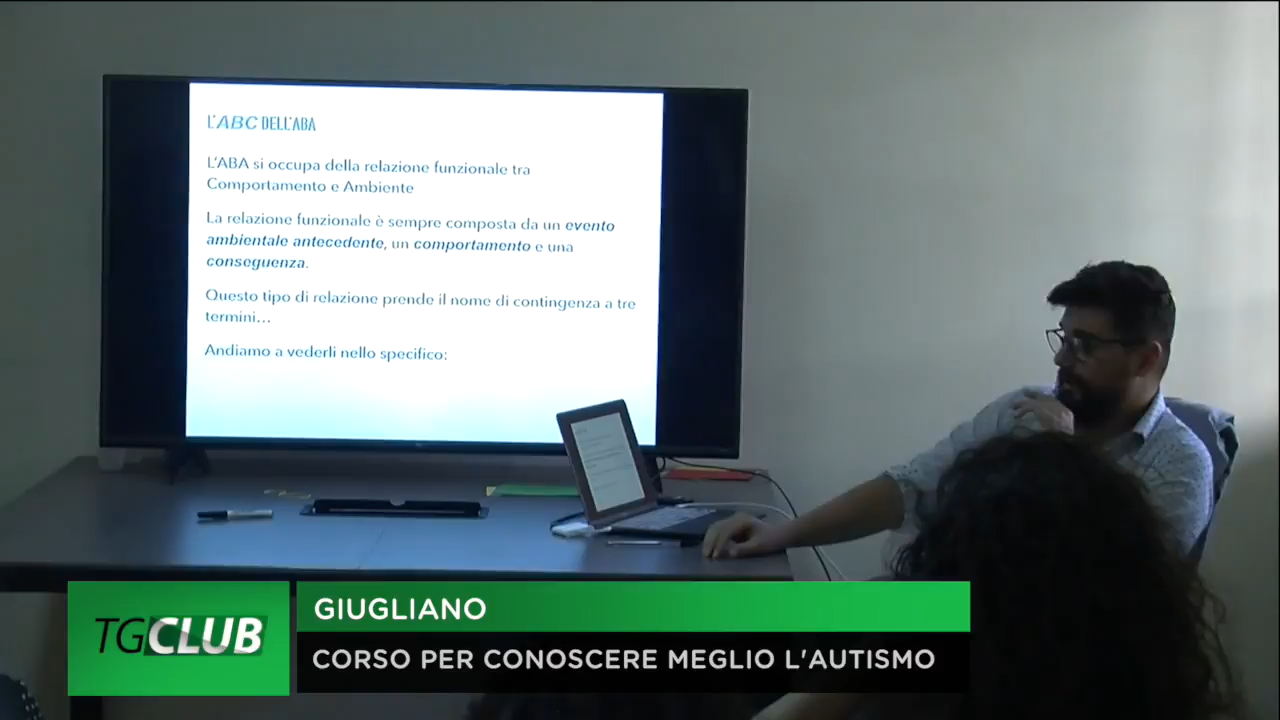 L'ABC DELL'ABA
L'ABA si occupa della relazione funzionale tra
Comportamento e Ambiente
La relazione funzionale è sempre composta da un evento
ambientale antecedente, un comportamento e una
conseguenza.
Questo tipo di relazione prende il nome di contingenza a tre
termini...
Andiamo a vederli nello specifico:
TGCLUB
GIUGLIANO
CORSO PER CONOSCERE MEGLIO L'AUTISMO